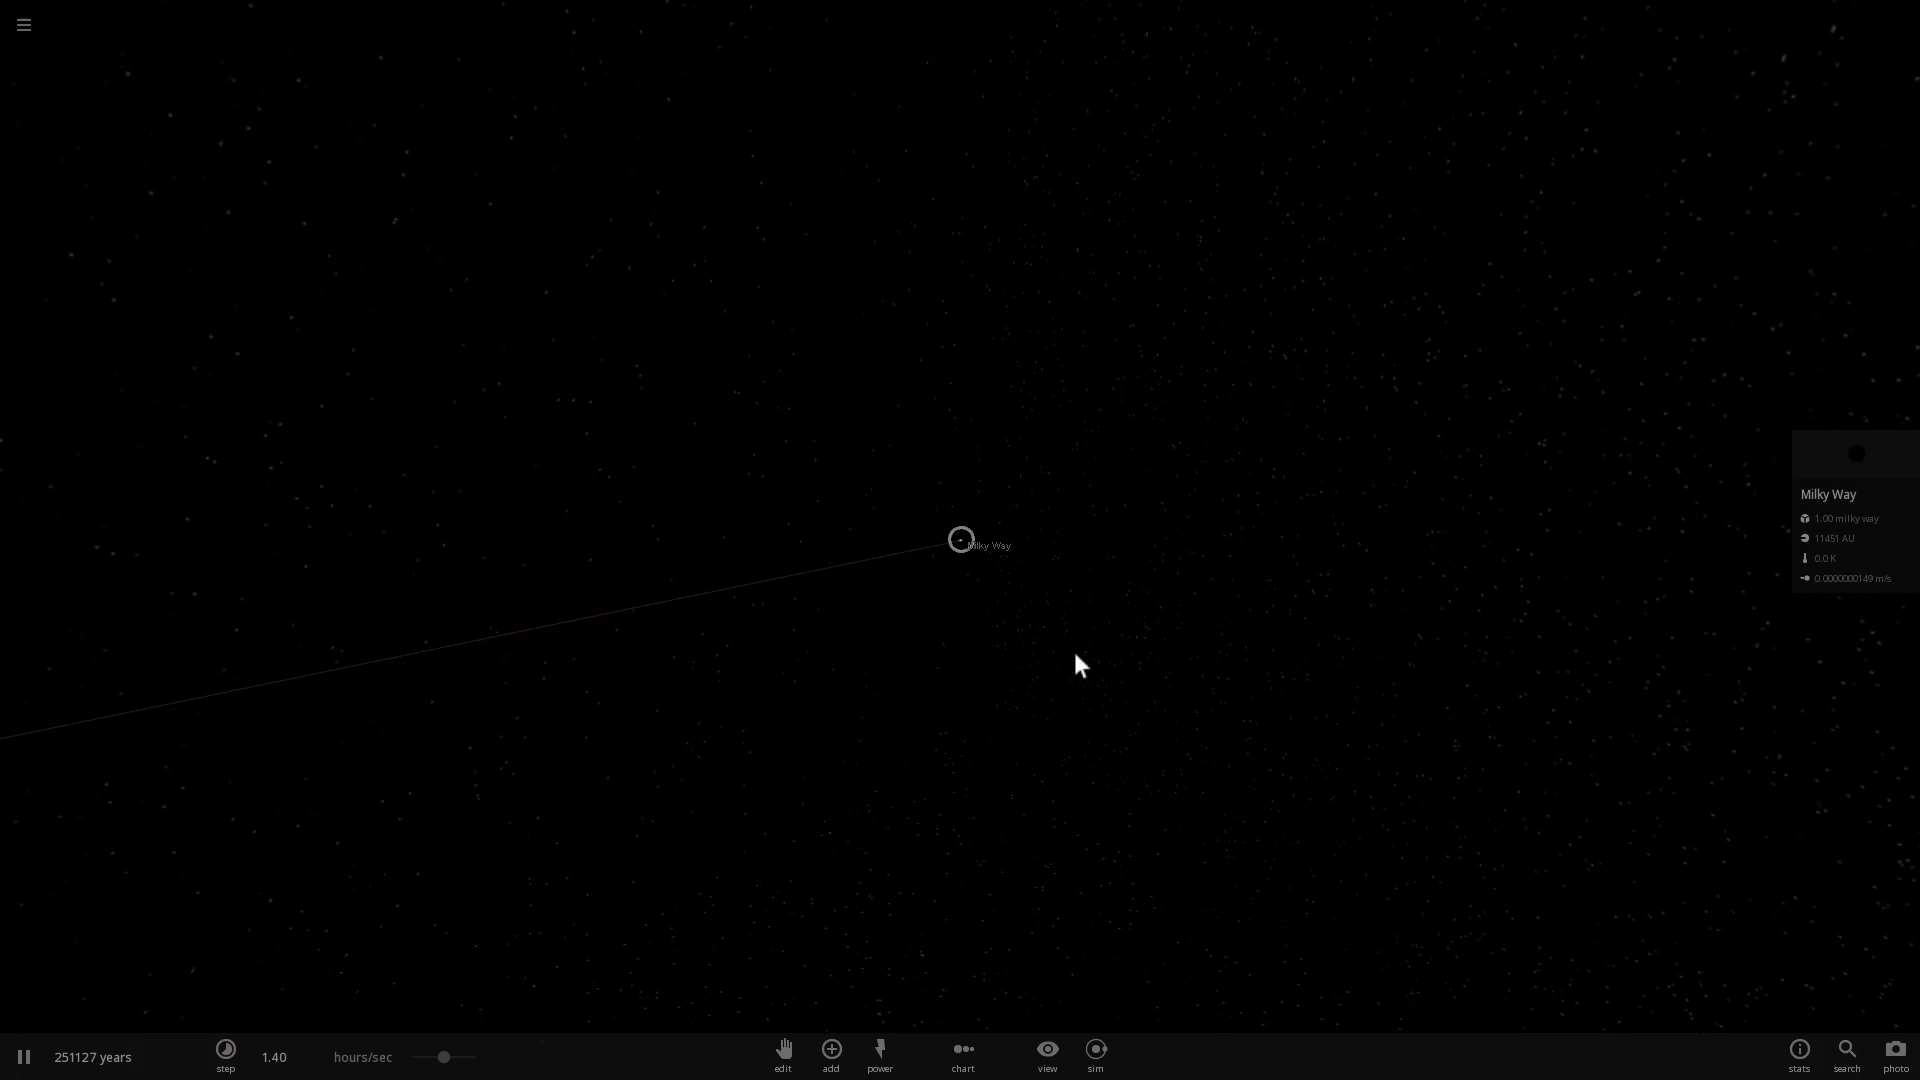 Milky Way
Milky Way
1.00 milky way
11451 AU
0.0 K
0.0000000149 m/s
251127 years
step
1.40
hours/sec
edit
add
power
chart
view
sim
stats
search
photo